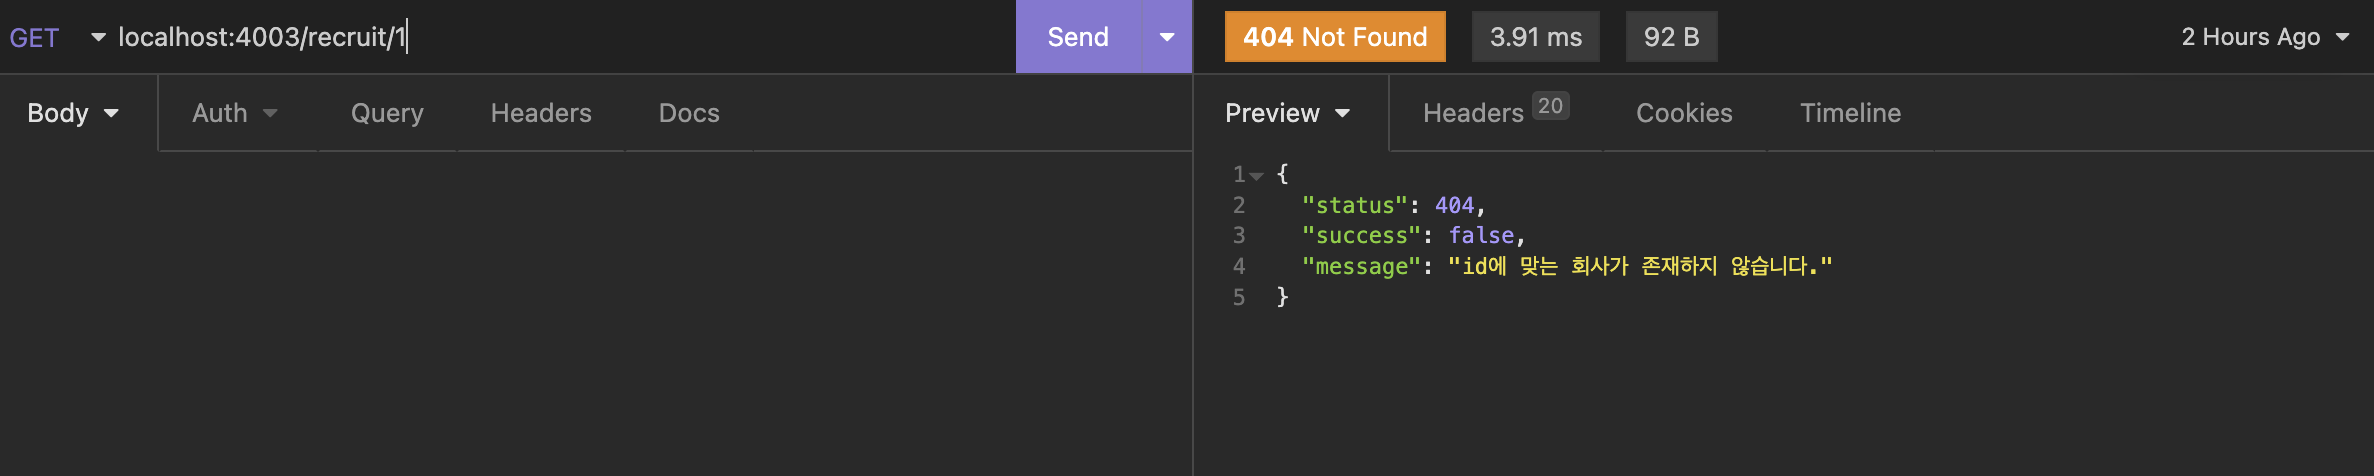 GET localhost:4003/recruit/1 Send 404 Not Found 3.91 ms 92 B 2 Hours Ago
Body Auth Query Headers Docs Preview Headers 20 Cookies Timeline
1 {
2 "status": 404,
3 "success": false,
4 "message": "id에 맞는 회사가 존재하지 않습니다."
5 }